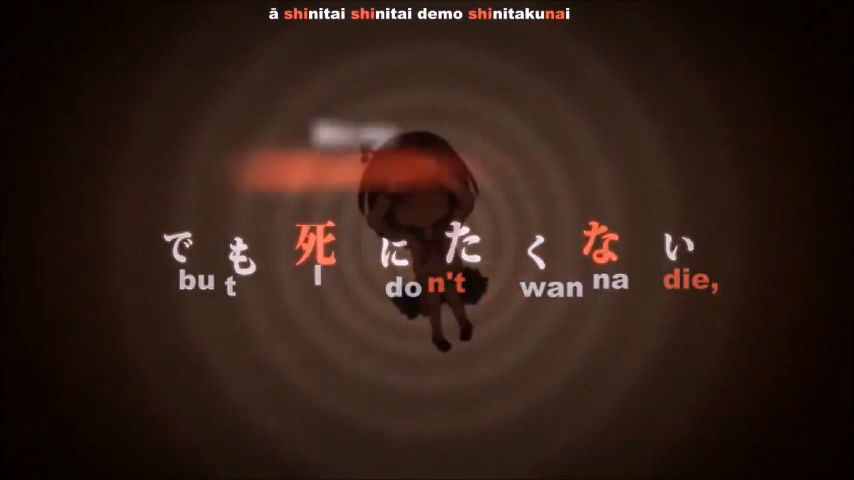 ā shinitai shinitai demo shinitakunai
でも死にたくない
but I don't wanna die,